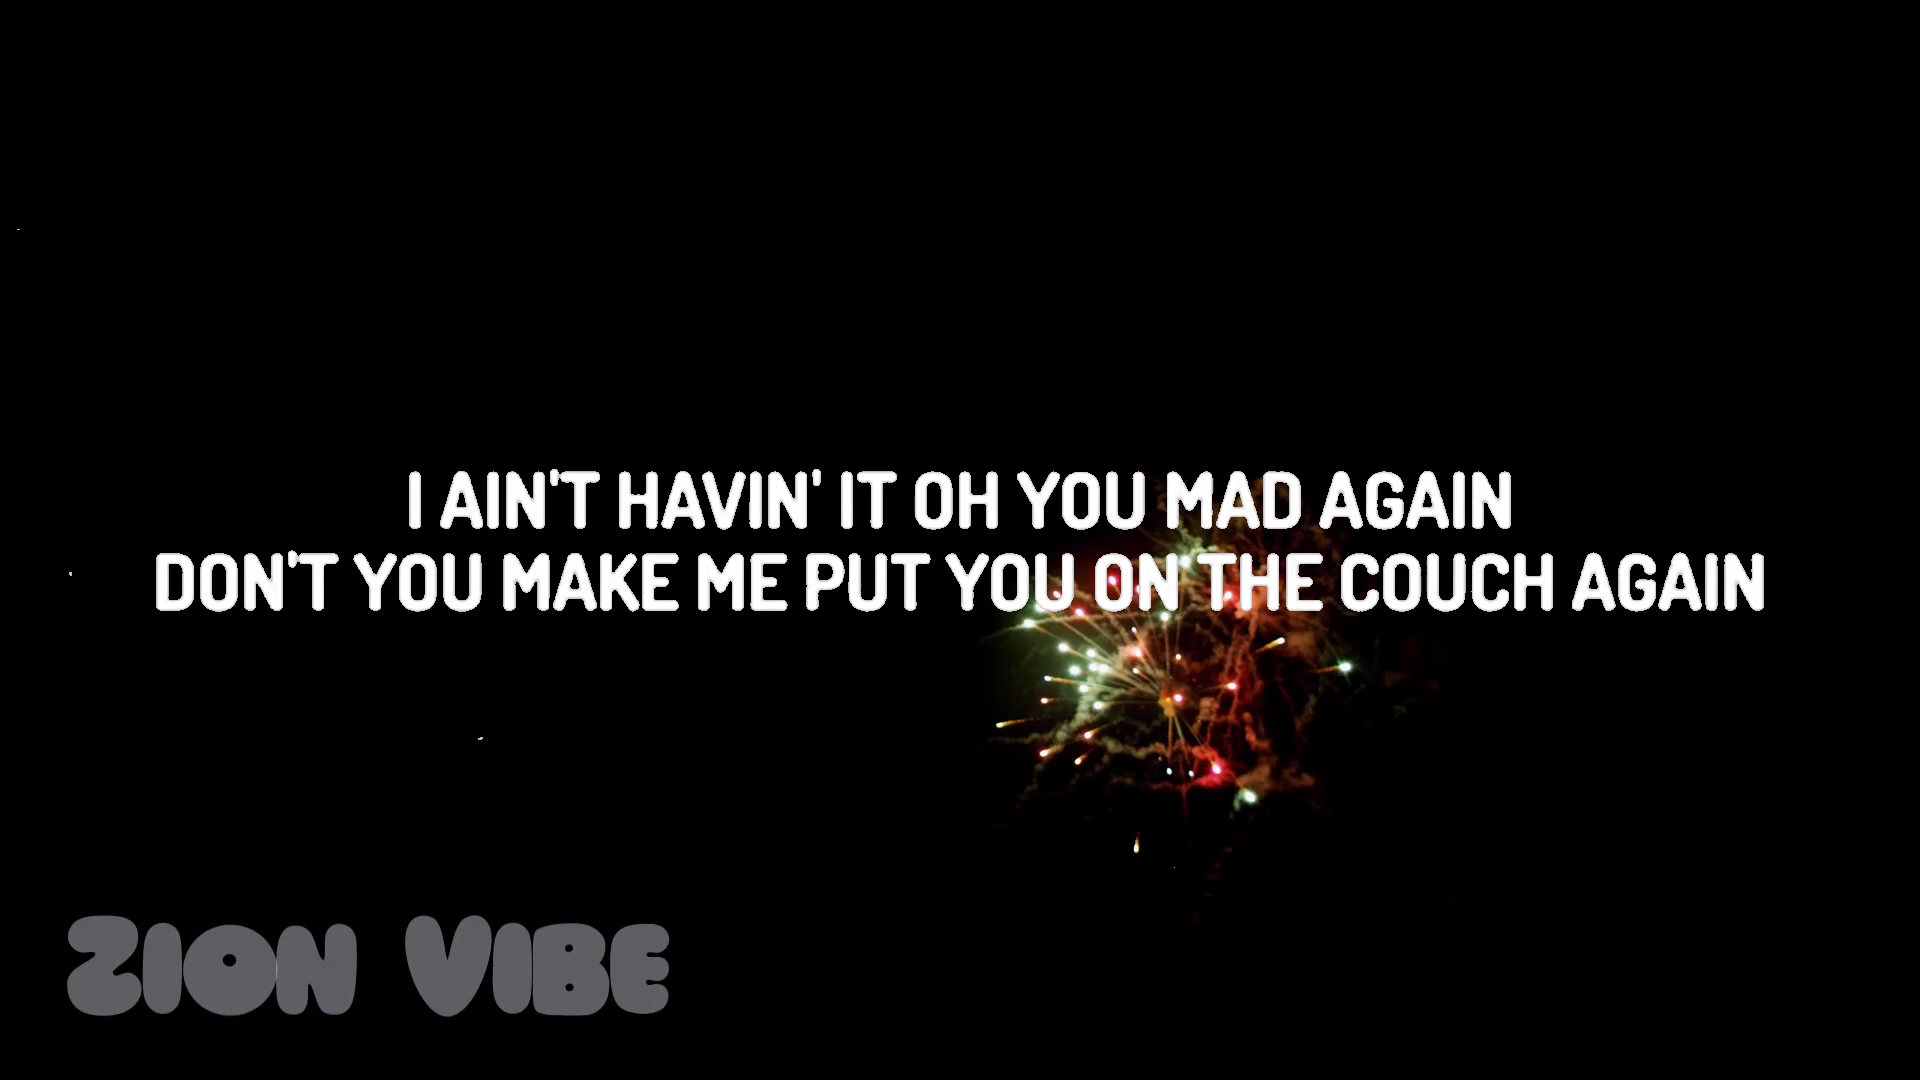 I AIN'T HAVIN' IT OH YOU MAD AGAIN
DON'T YOU MAKE ME PUT YOU ON THE COUCH AGAIN
ZION VIBE